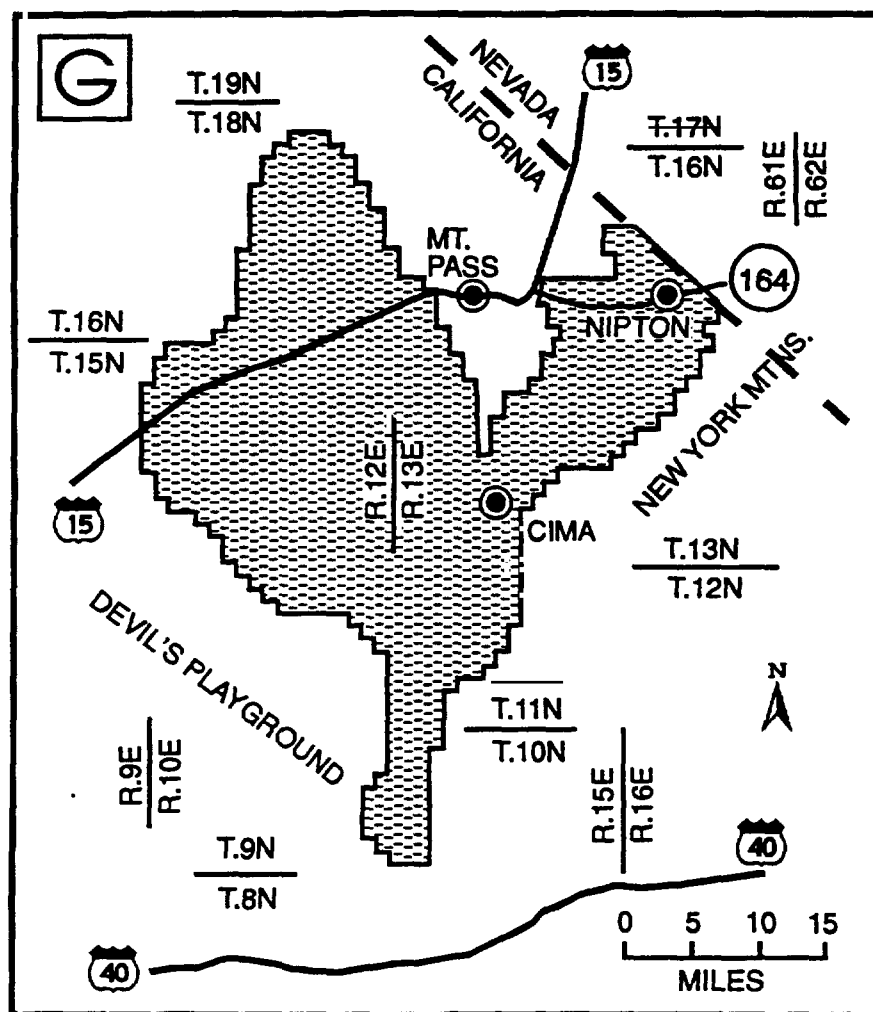 G
T.19N
T.18N
NEVADA
CALIFORNIA
15
T.17N
T.16N
R.61E
R.62E
MT.
PASS
164
NIPTON
T.16N
T.15N
NEW YORK MTNS.
R.12E
R.13E
15
CIMA
T.13N
T.12N
DEVIL'S PLAYGROUND
N
T.11N
T.10N
R.9E
R.10E
R.15E
R.16E
T.9N
T.8N
40
40
0 5 10 15
MILES